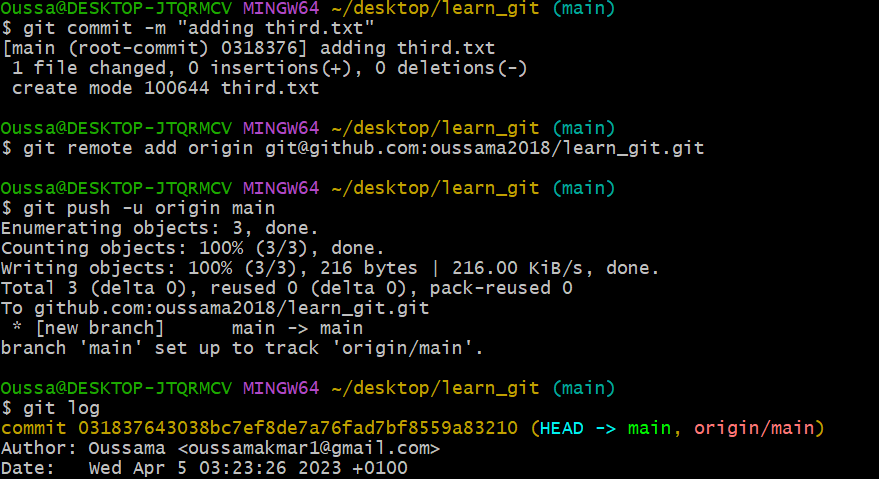 Oussa@DESKTOP-JTQRMCV MINGW64 ~/desktop/learn_git (main)
$ git commit -m "adding third.txt"
[main (root-commit) 0318376] adding third.txt
 1 file changed, 0 insertions(+), 0 deletions(-)
 create mode 100644 third.txt

Oussa@DESKTOP-JTQRMCV MINGW64 ~/desktop/learn_git (main)
$ git remote add origin git@github.com:oussama2018/learn_git.git

Oussa@DESKTOP-JTQRMCV MINGW64 ~/desktop/learn_git (main)
$ git push -u origin main
Enumerating objects: 3, done.
Counting objects: 100% (3/3), done.
Writing objects: 100% (3/3), 216 bytes | 216.00 KiB/s, done.
Total 3 (delta 0), reused 0 (delta 0), pack-reused 0
To github.com:oussama2018/learn_git.git
 * [new branch]      main -> main
branch 'main' set up to track 'origin/main'.

Oussa@DESKTOP-JTQRMCV MINGW64 ~/desktop/learn_git (main)
$ git log
commit 031837643038bc7ef8de7a76fad7bf8559a83210 (HEAD -> main, origin/main)
Author: Oussama <oussamakmar1@gmail.com>
Date:   Wed Apr 5 03:23:26 2023 +0100